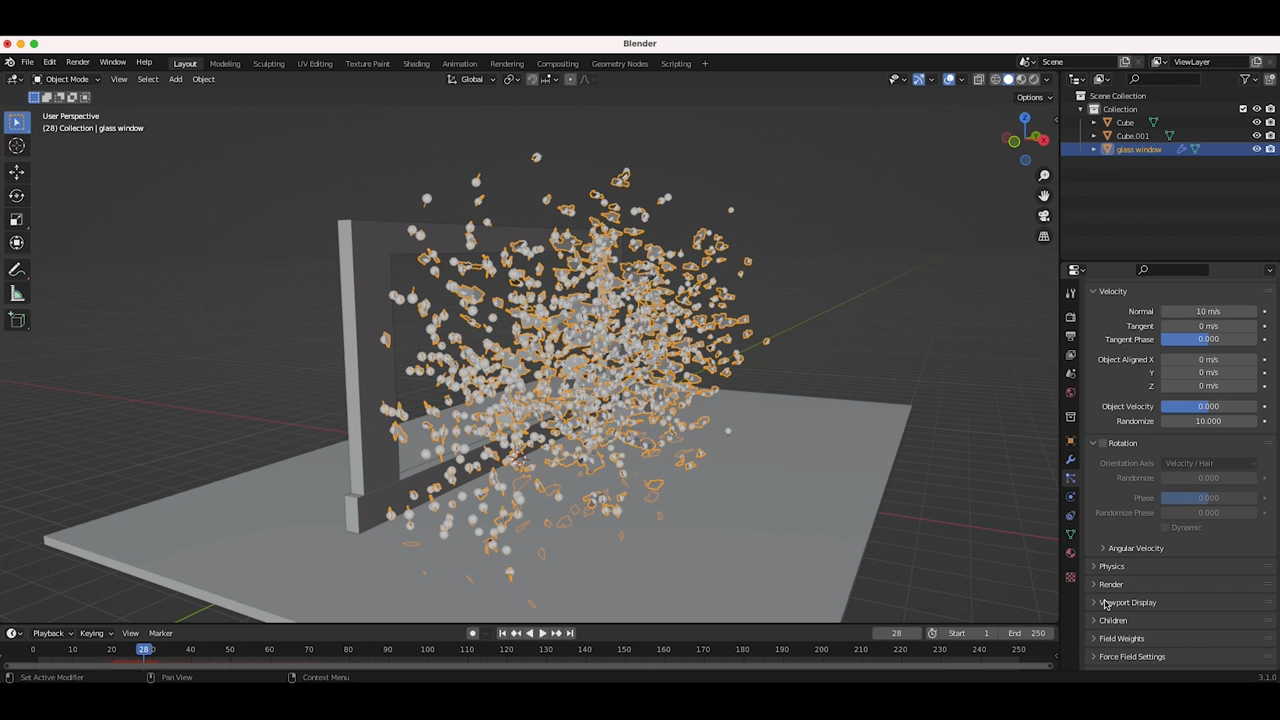 Blender
File Edit Render Window Help Layout Modeling Sculpting UV Editing Texture Paint Shading Animation Rendering Compositing Geometry Nodes Scripting + Scene ViewLayer
Object Mode View Select Add Object Global
Options
User Perspective
(28) Collection | glass window
Z
X
Scene Collection
Collection
Cube
Cube.001
glass window
Velocity
Normal 10 m/s
Tangent 0 m/s
Tangent Phase 0.000
Object Aligned X 0 m/s
Y 0 m/s
Z 0 m/s
Object Velocity 0.000
Randomize 10.000
Rotation
Orientation Axis Velocity / Hair
Randomize 0.000
Phase 0.000
Randomize Phase 0.000
Dynamic
Angular Velocity
Physics
Render
Viewport Display
Children
Field Weights
Force Field Settings
Playback Keying View Marker 28 Start 1 End 250
0 10 20 28 40 50 60 70 80 90 100 110 120 130 140 150 160 170 180 190 200 210 220 230 240 250
Set Active Modifier Pan View Context Menu 3.1.0